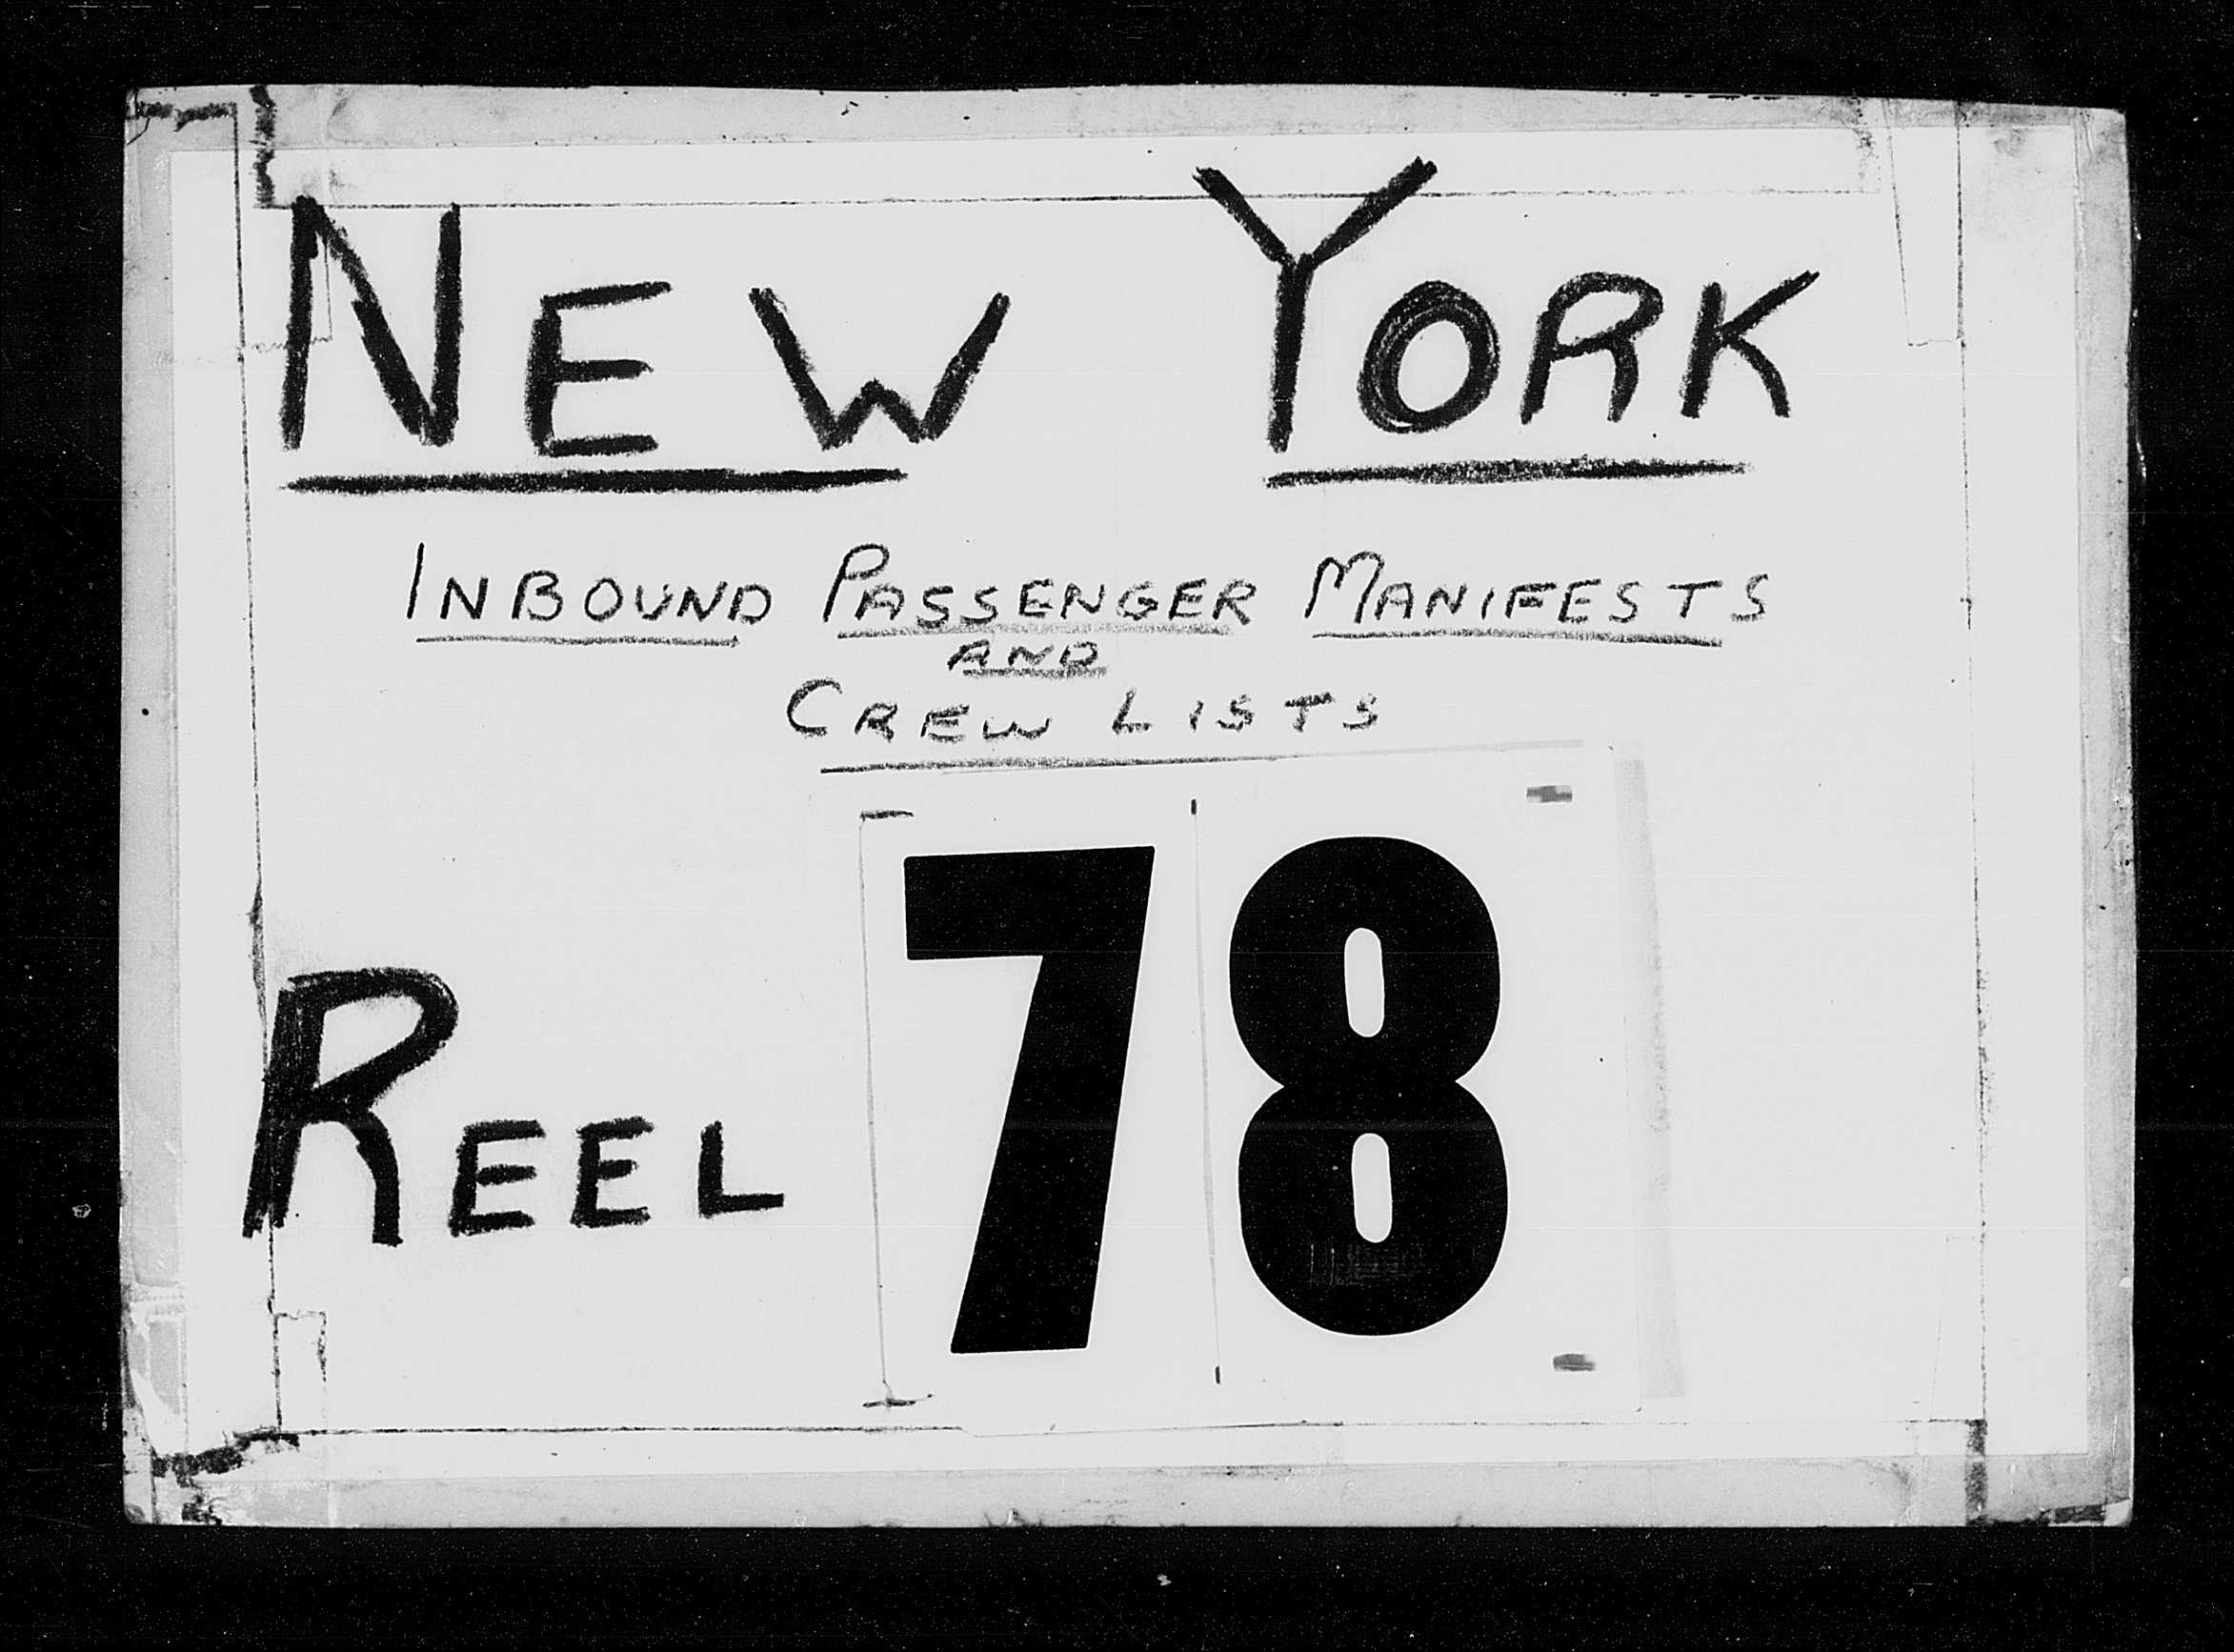 NEW YORK
INBOUND PASSENGER MANIFESTS
AND
CREW LISTS
REEL 78